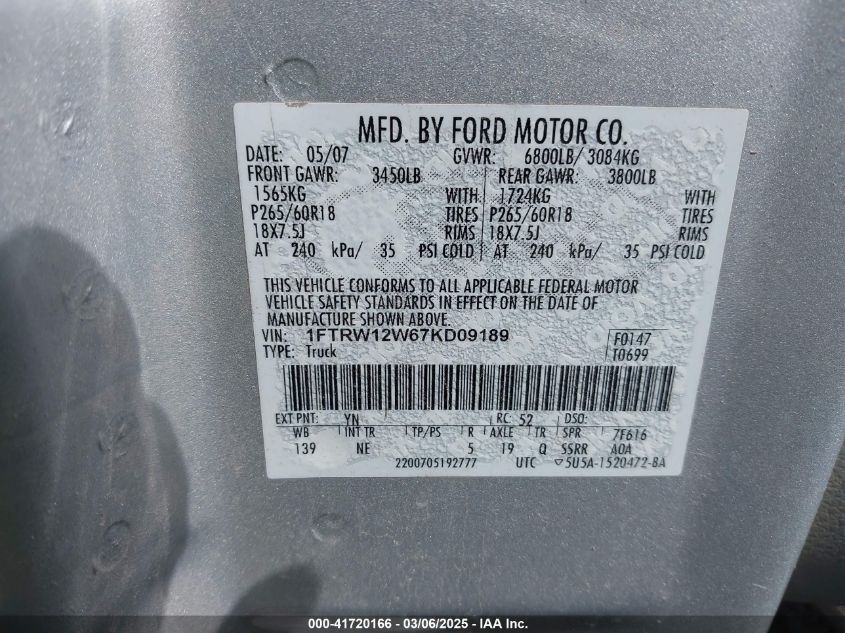 MFD. BY FORD MOTOR CO.
DATE: 05/07 GVWR: 6800LB/ 3084KG
FRONT GAWR: 3450LB REAR GAWR: 3800LB
1565KG WITH 1724KG WITH
P265/60R18 TIRES P265/60R18 TIRES
18X7.5J RIMS 18X7.5J RIMS
AT 240 kPa/ 35 PSI COLD AT 240 kPa/ 35 PSI COLD
THIS VEHICLE CONFORMS TO ALL APPLICABLE FEDERAL MOTOR
VEHICLE SAFETY STANDARDS IN EFFECT ON THE DATE OF
MANUFACTURE SHOWN ABOVE.
VIN: 1FTRW12W67KD09189 F0147
TYPE: Truck T0699
EXT PNT: YN RC: 52 DSO:
WB INT TR TP/PS R AXLE TR SPR 7F616
139 NE 5 19 Q SSRR AOA
2200705192777 UTC ▽5U5A-1520472-BA
000-41720166 - 03/06/2025 - IAA Inc.